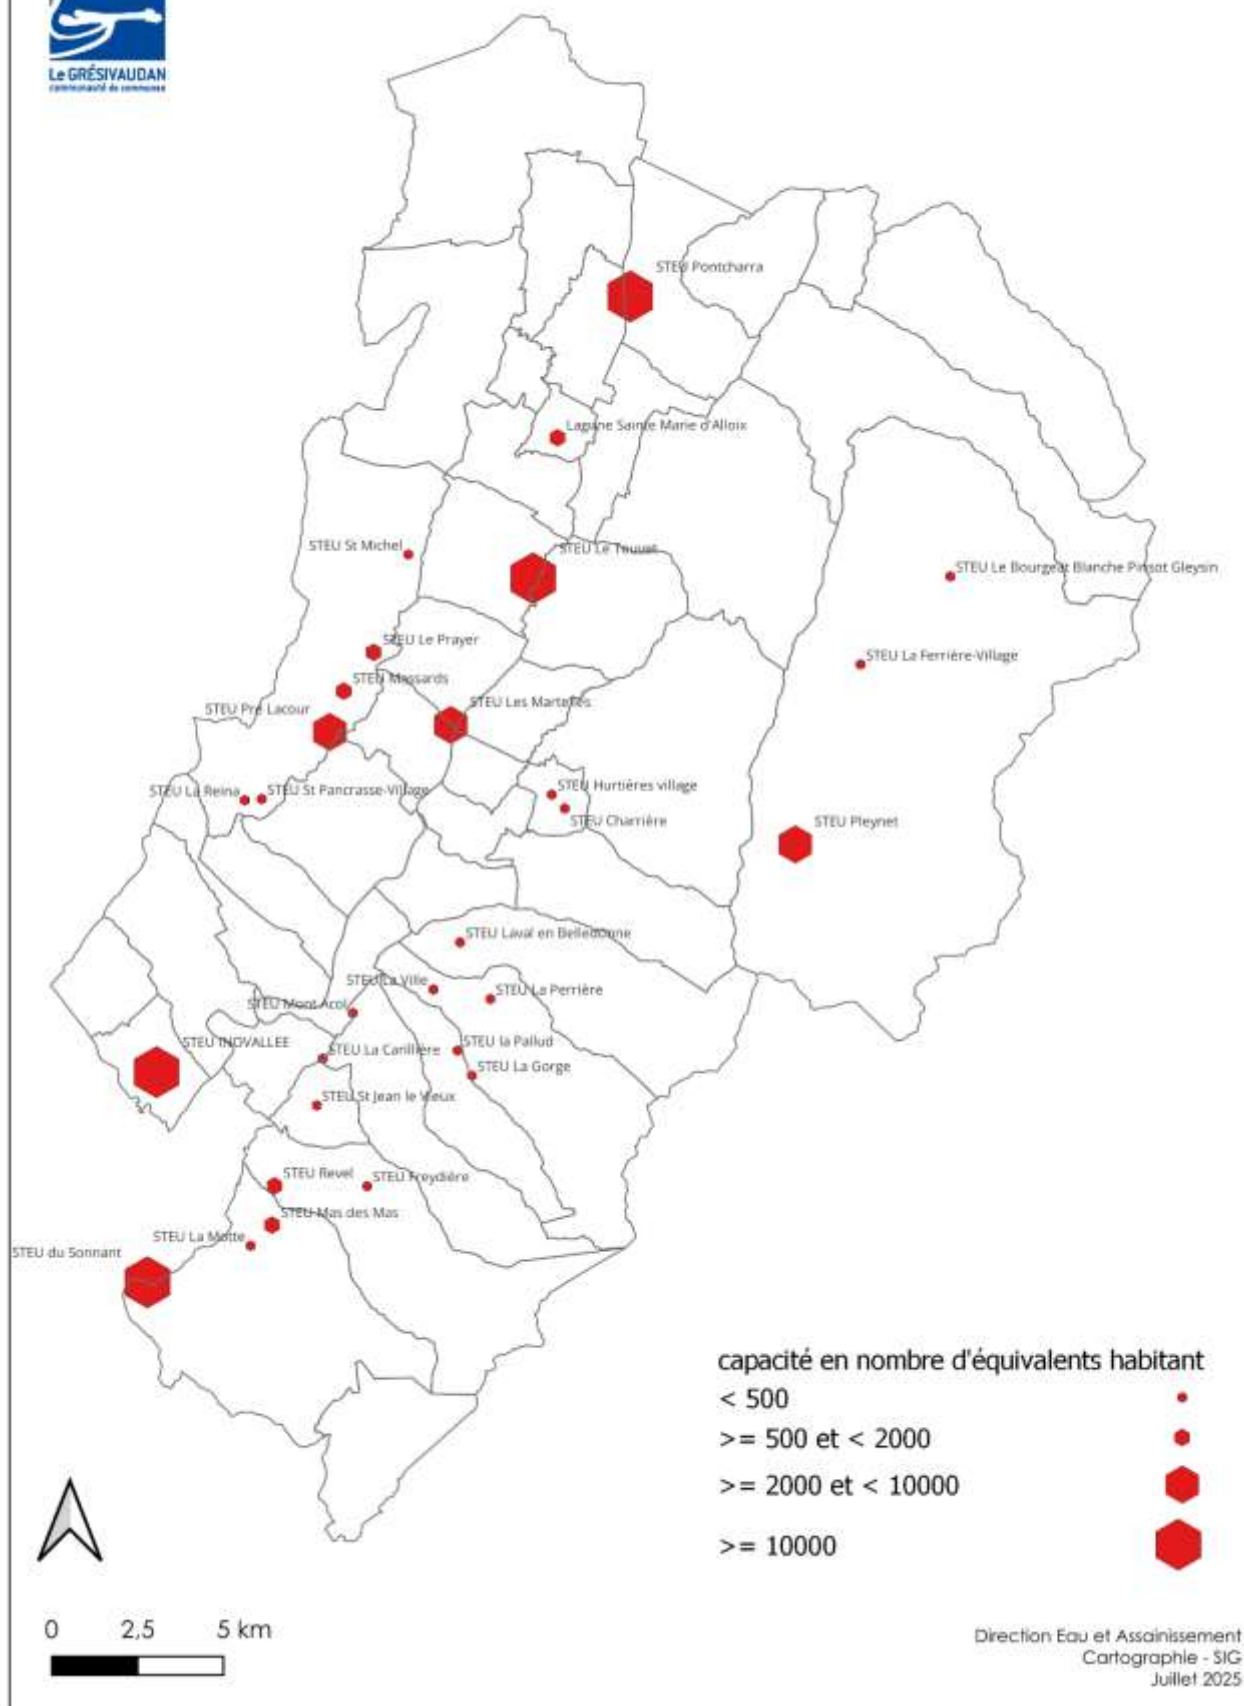 Le GRÉSIVAUDAN
communauté de communes
STEU Pontcharra
Lagune Sainte Marie d'Alloix
STEU St Michel
STEU Le Touvet
STEU Le Bourgeat Blanche Pinsot Gleysin
STEU Le Prayer
STEU La Ferrière-Village
STEU Massards
STEU Les Martelles
STEU Pré Lacour
STEU Hurtières village
STEU La Reina
STEU St Pancrasse-Village
STEU Charrière
STEU Pleynet
STEU Laval en Belledonne
STEU La Ville
STEU La Perrière
STEU Mont Acol
STEU INOVALLEE
STEU La Carillière
STEU la Pallud
STEU La Gorge
STEU St Jean le Vieux
STEU Revel
STEU Freydière
STEU Mas des Mas
STEU La Motte
STEU du Sonnant
capacité en nombre d'équivalents habitant
< 500
>= 500 et < 2000
>= 2000 et < 10000
>= 10000
0 2,5 5 km
Direction Eau et Assainissement
Cartographie - SIG
Juillet 2025